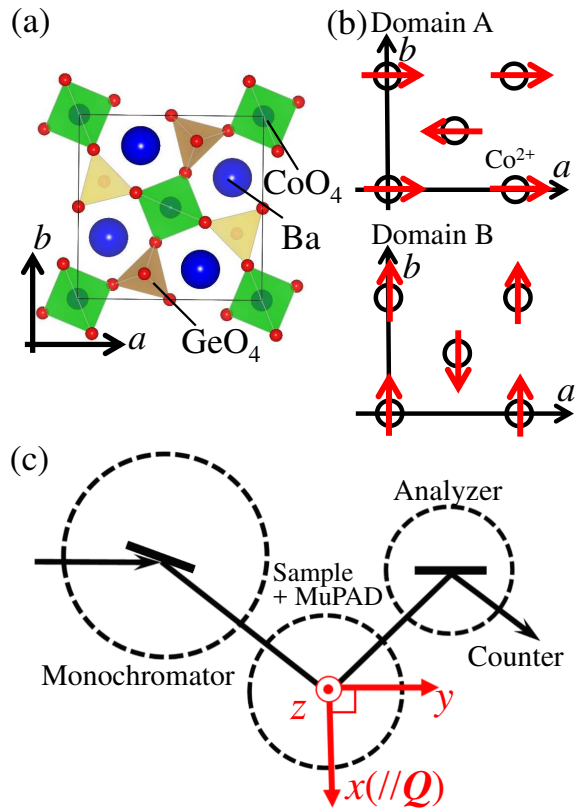 (a)
CoO4
Ba
b
a
GeO4
(b)
Domain A
b
Co2+
a
Domain B
b
a
(c)
Analyzer
Sample
+ MuPAD
Monochromator
Counter
z
y
x(//Q)